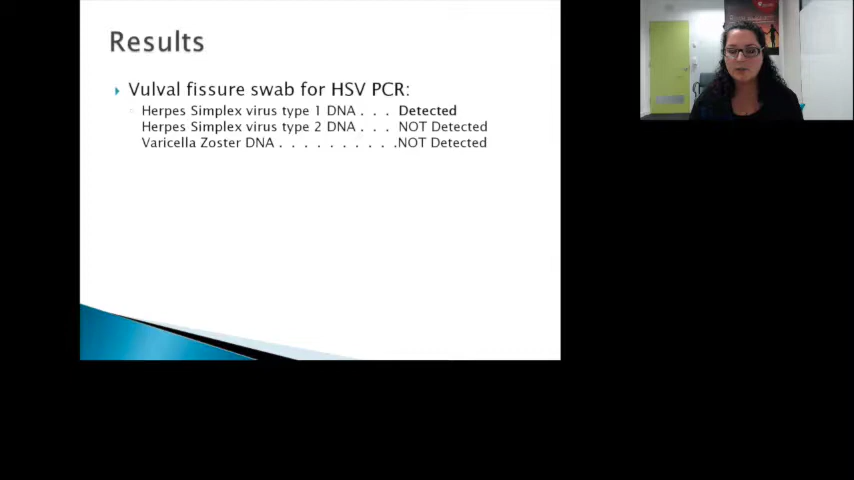 Results
Vulval fissure swab for HSV PCR:
Herpes Simplex virus type 1 DNA . . . Detected
Herpes Simplex virus type 2 DNA . . . NOT Detected
Varicella Zoster DNA . . . . . . . . . .NOT Detected